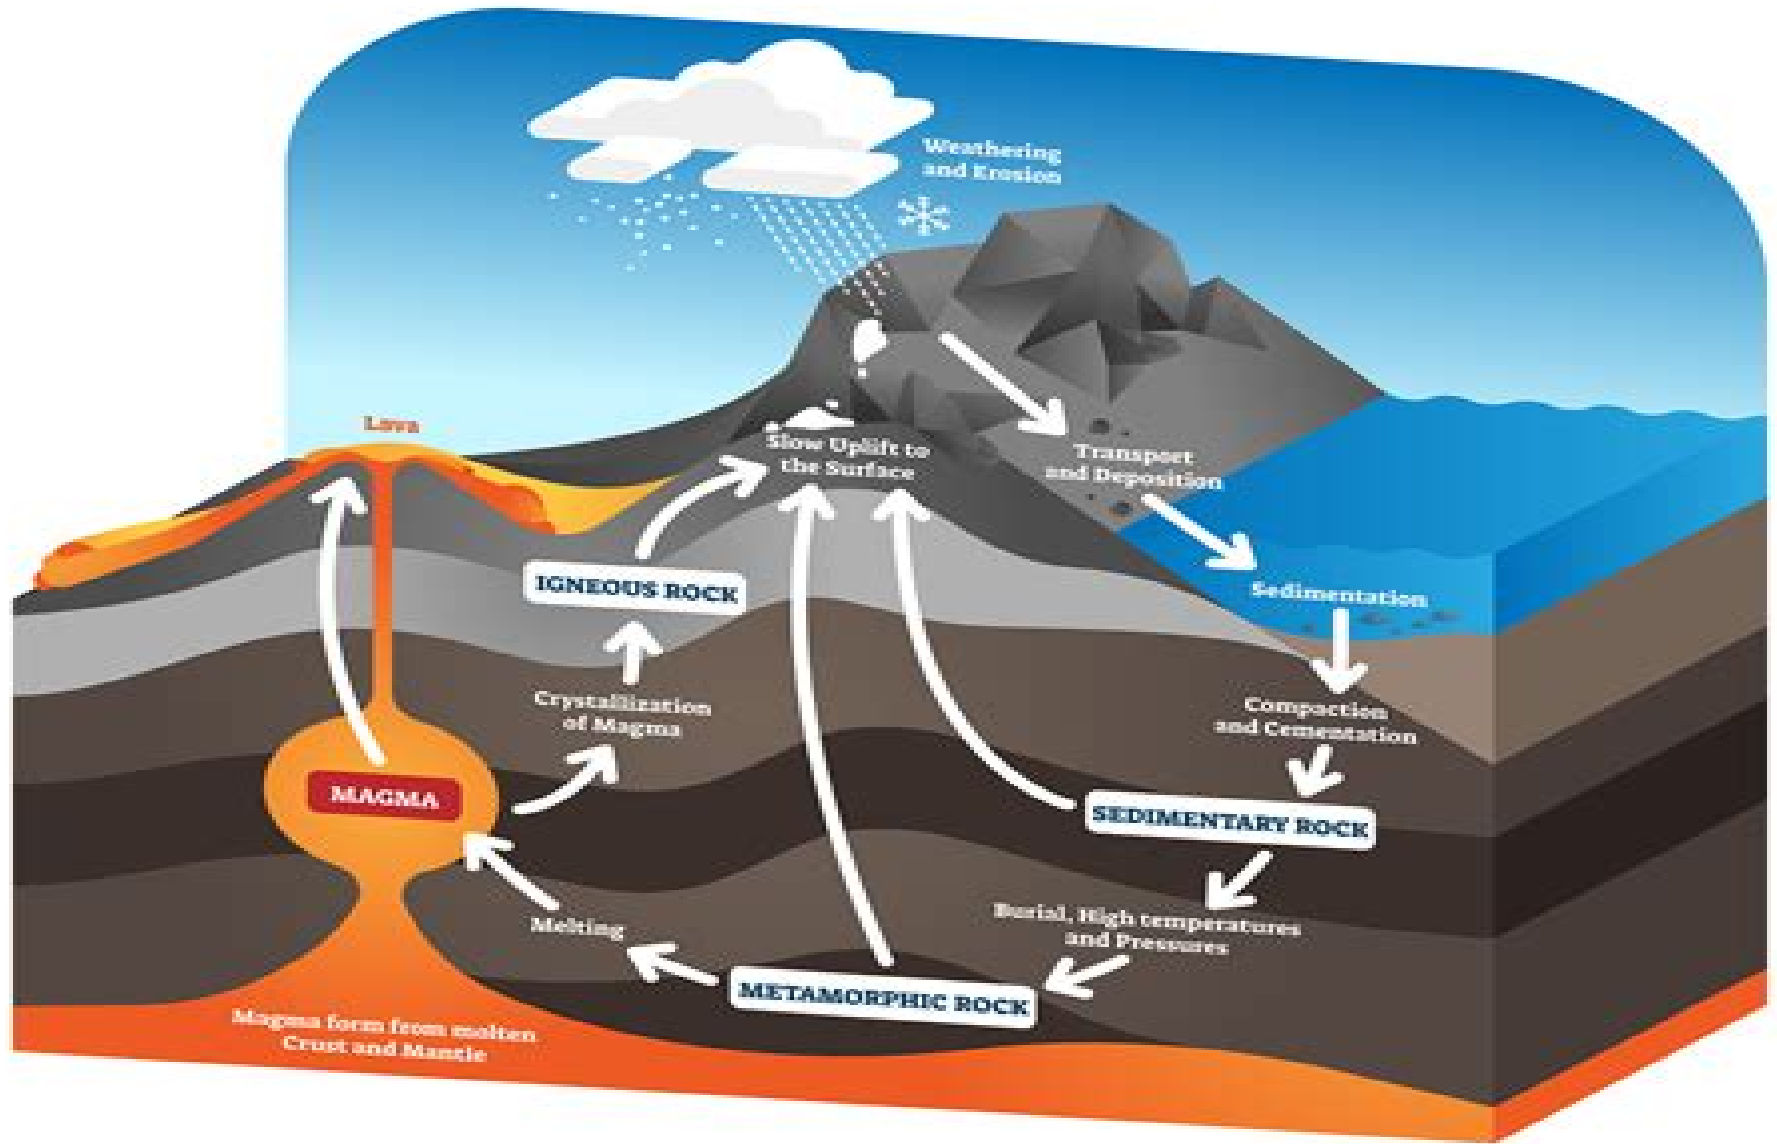 Weathering
and Erosion
Lava
Slow Uplift to
the Surface
Transport
and Deposition
IGNEOUS ROCK
Sedimentation
Crystallization
of Magma
Compaction
and Cementation
MAGMA
SEDIMENTARY ROCK
Melting
Burial, High temperatures
and Pressures
METAMORPHIC ROCK
Magma form from molten
Crust and Mantle